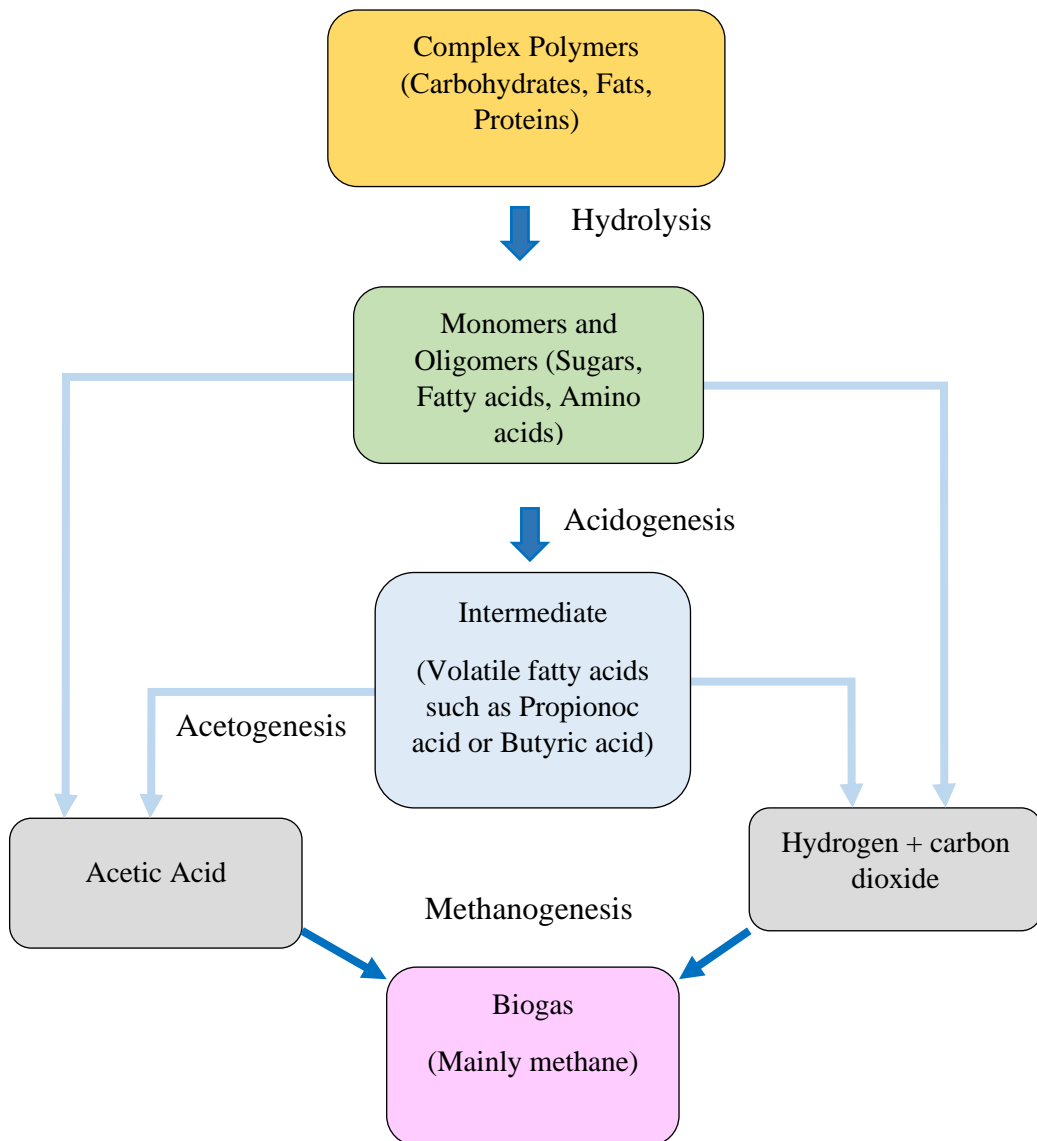 Complex Polymers
(Carbohydrates, Fats,
Proteins)
Hydrolysis
Monomers and
Oligomers (Sugars,
Fatty acids, Amino
acids)
Acidogenesis
Intermediate
(Volatile fatty acids
such as Propionoc
acid or Butyric acid)
Acetogenesis
Acetic Acid
Hydrogen + carbon
dioxide
Methanogenesis
Biogas
(Mainly methane)